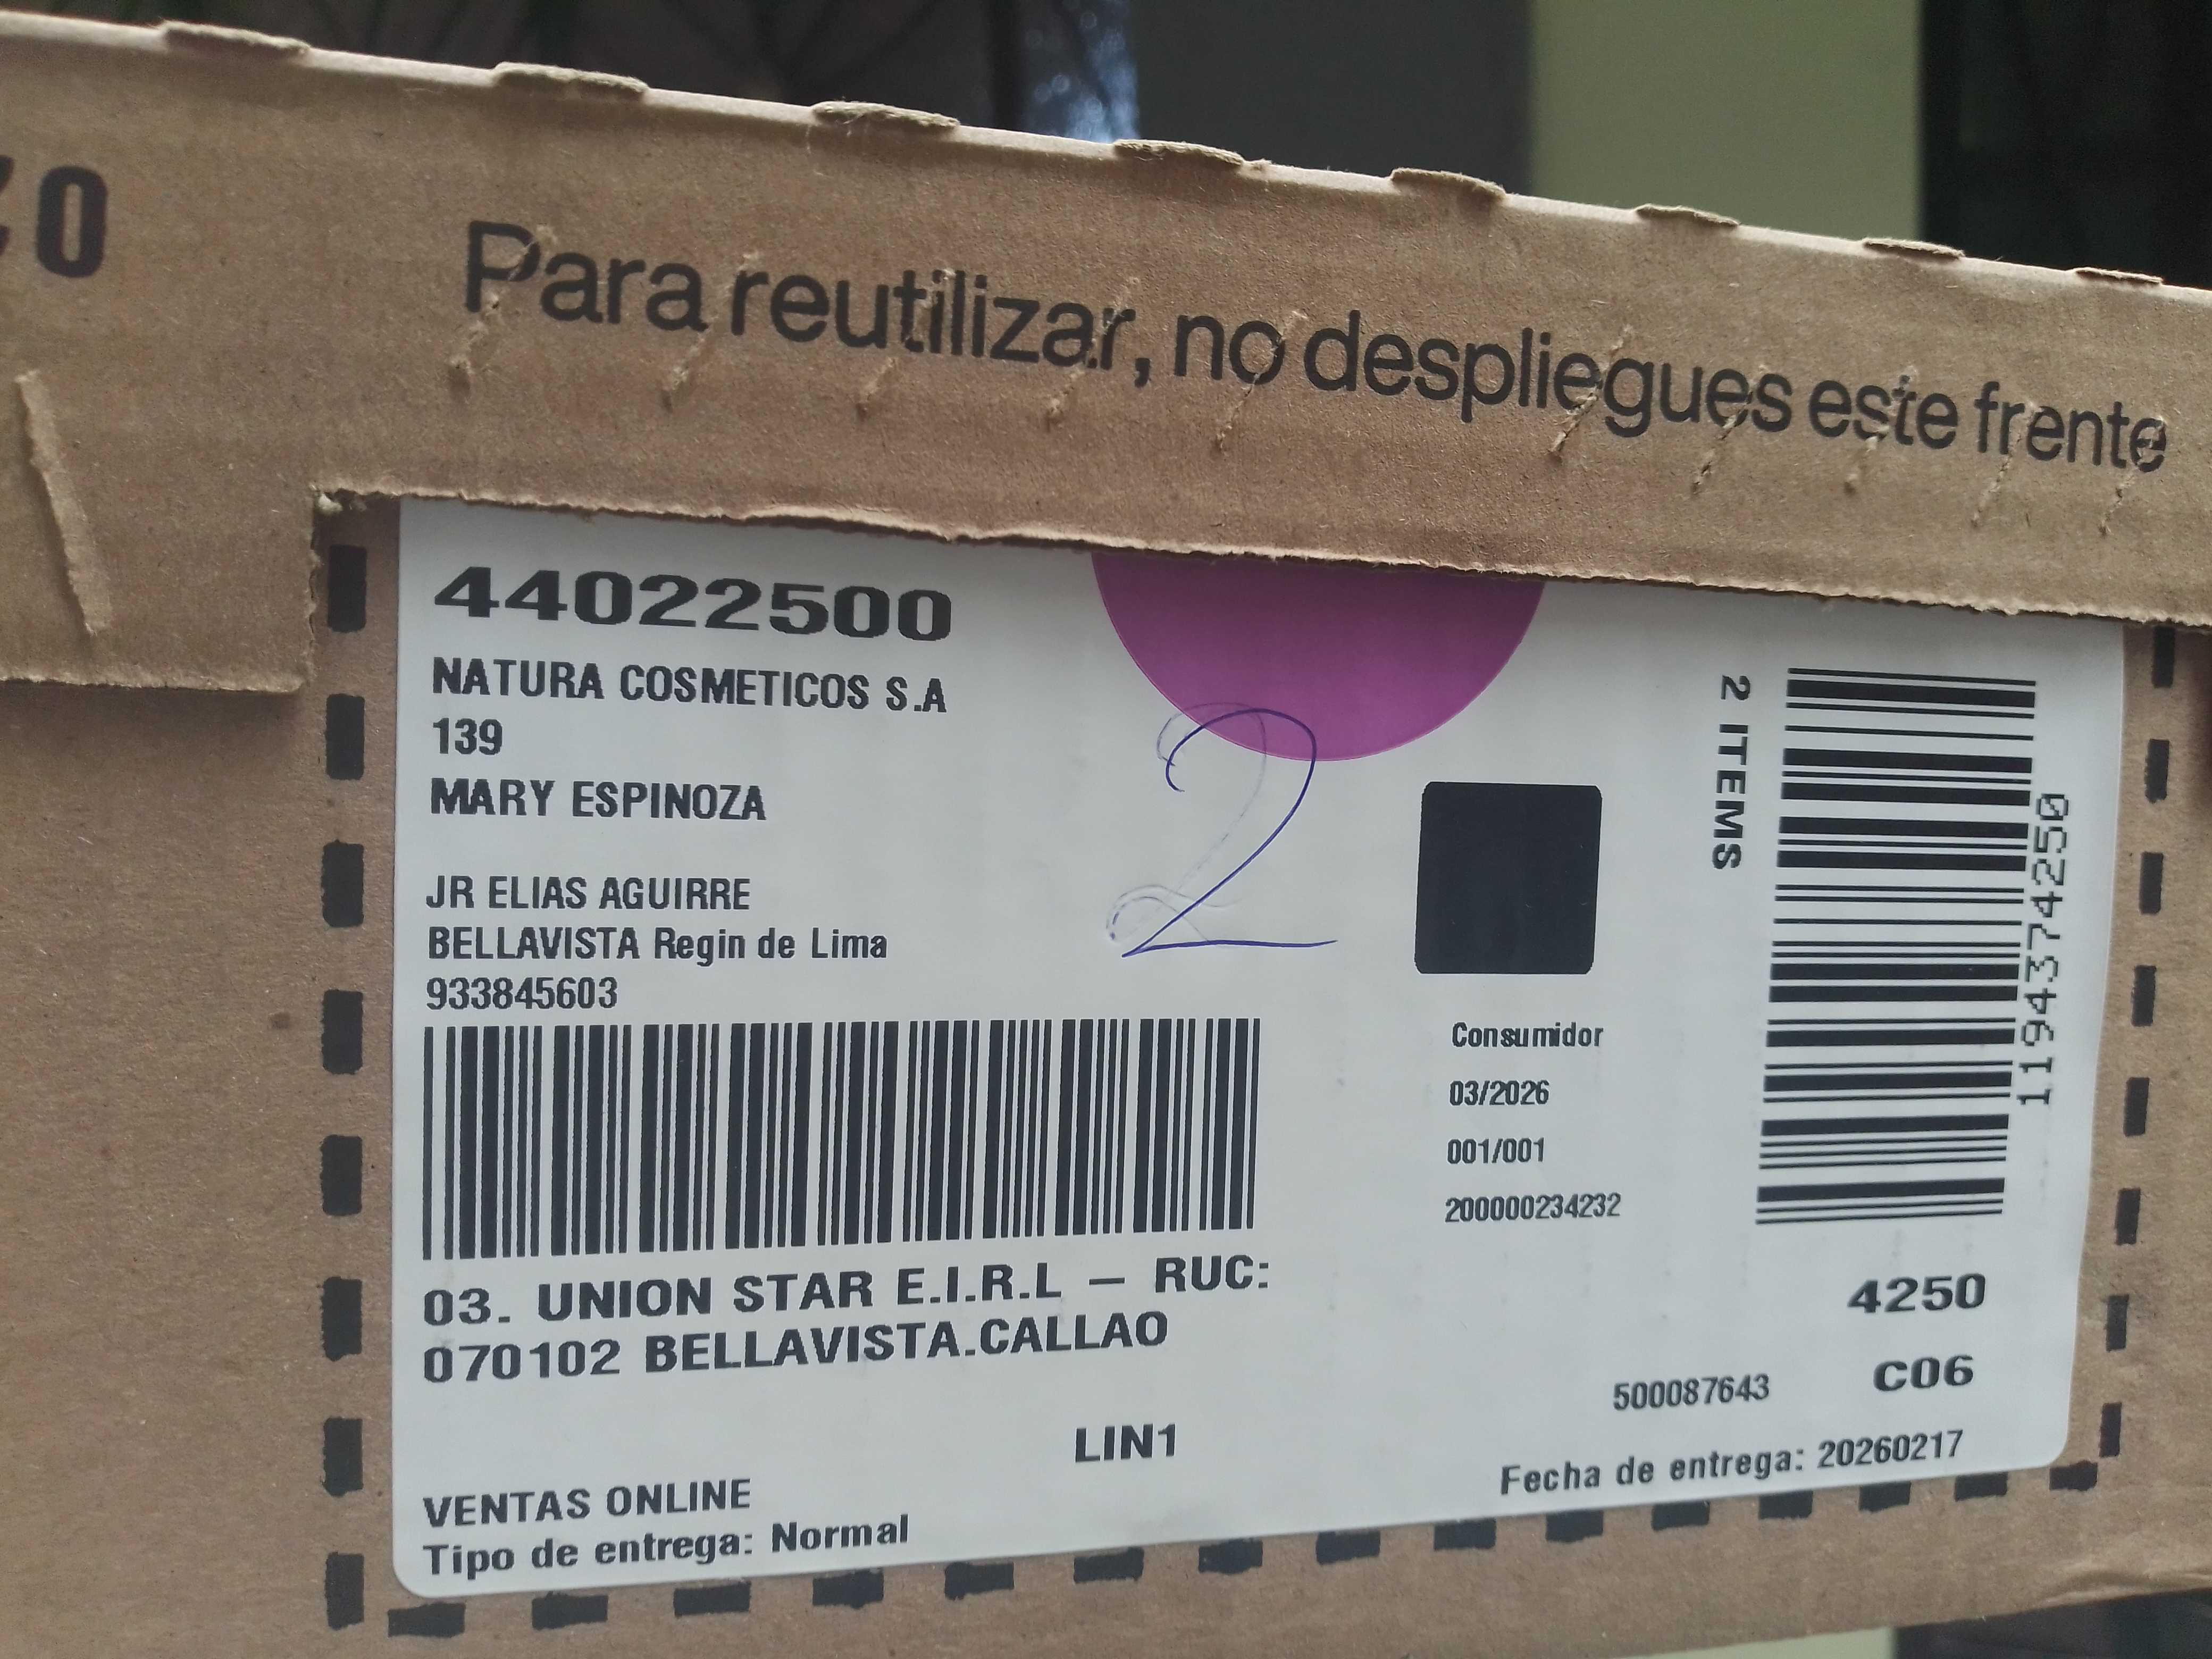 ZO
Para reutilizar, no despliegues este frente
44022500
NATURA COSMETICOS S.A
139
MARY ESPINOZA
JR ELIAS AGUIRRE
BELLAVISTA Regin de Lima
933845603
2
2 ITEMS
1194374250
Consumidor
03/2026
001/001
200000234232
03. UNION STAR E.I.R.L – RUC:
070102 BELLAVISTA.CALLAO
4250
500087643 C06
LIN1
Fecha de entrega: 20260217
VENTAS ONLINE
Tipo de entrega: Normal